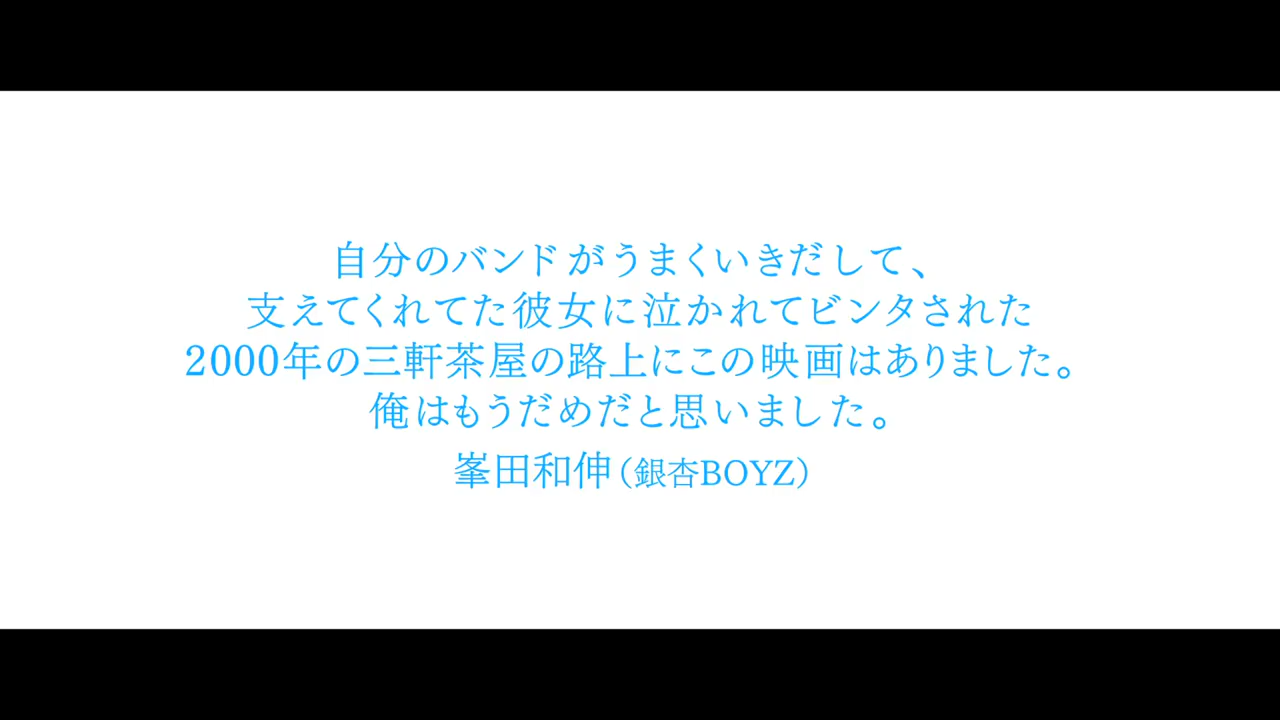 自分のバンドがうまくいきだして、
支えてくれてた彼女に泣かれてビンタされた
2000年の三軒茶屋の路上にこの映画はありました。
俺はもうだめだと思いました。
峯田和伸（銀杏BOYZ）